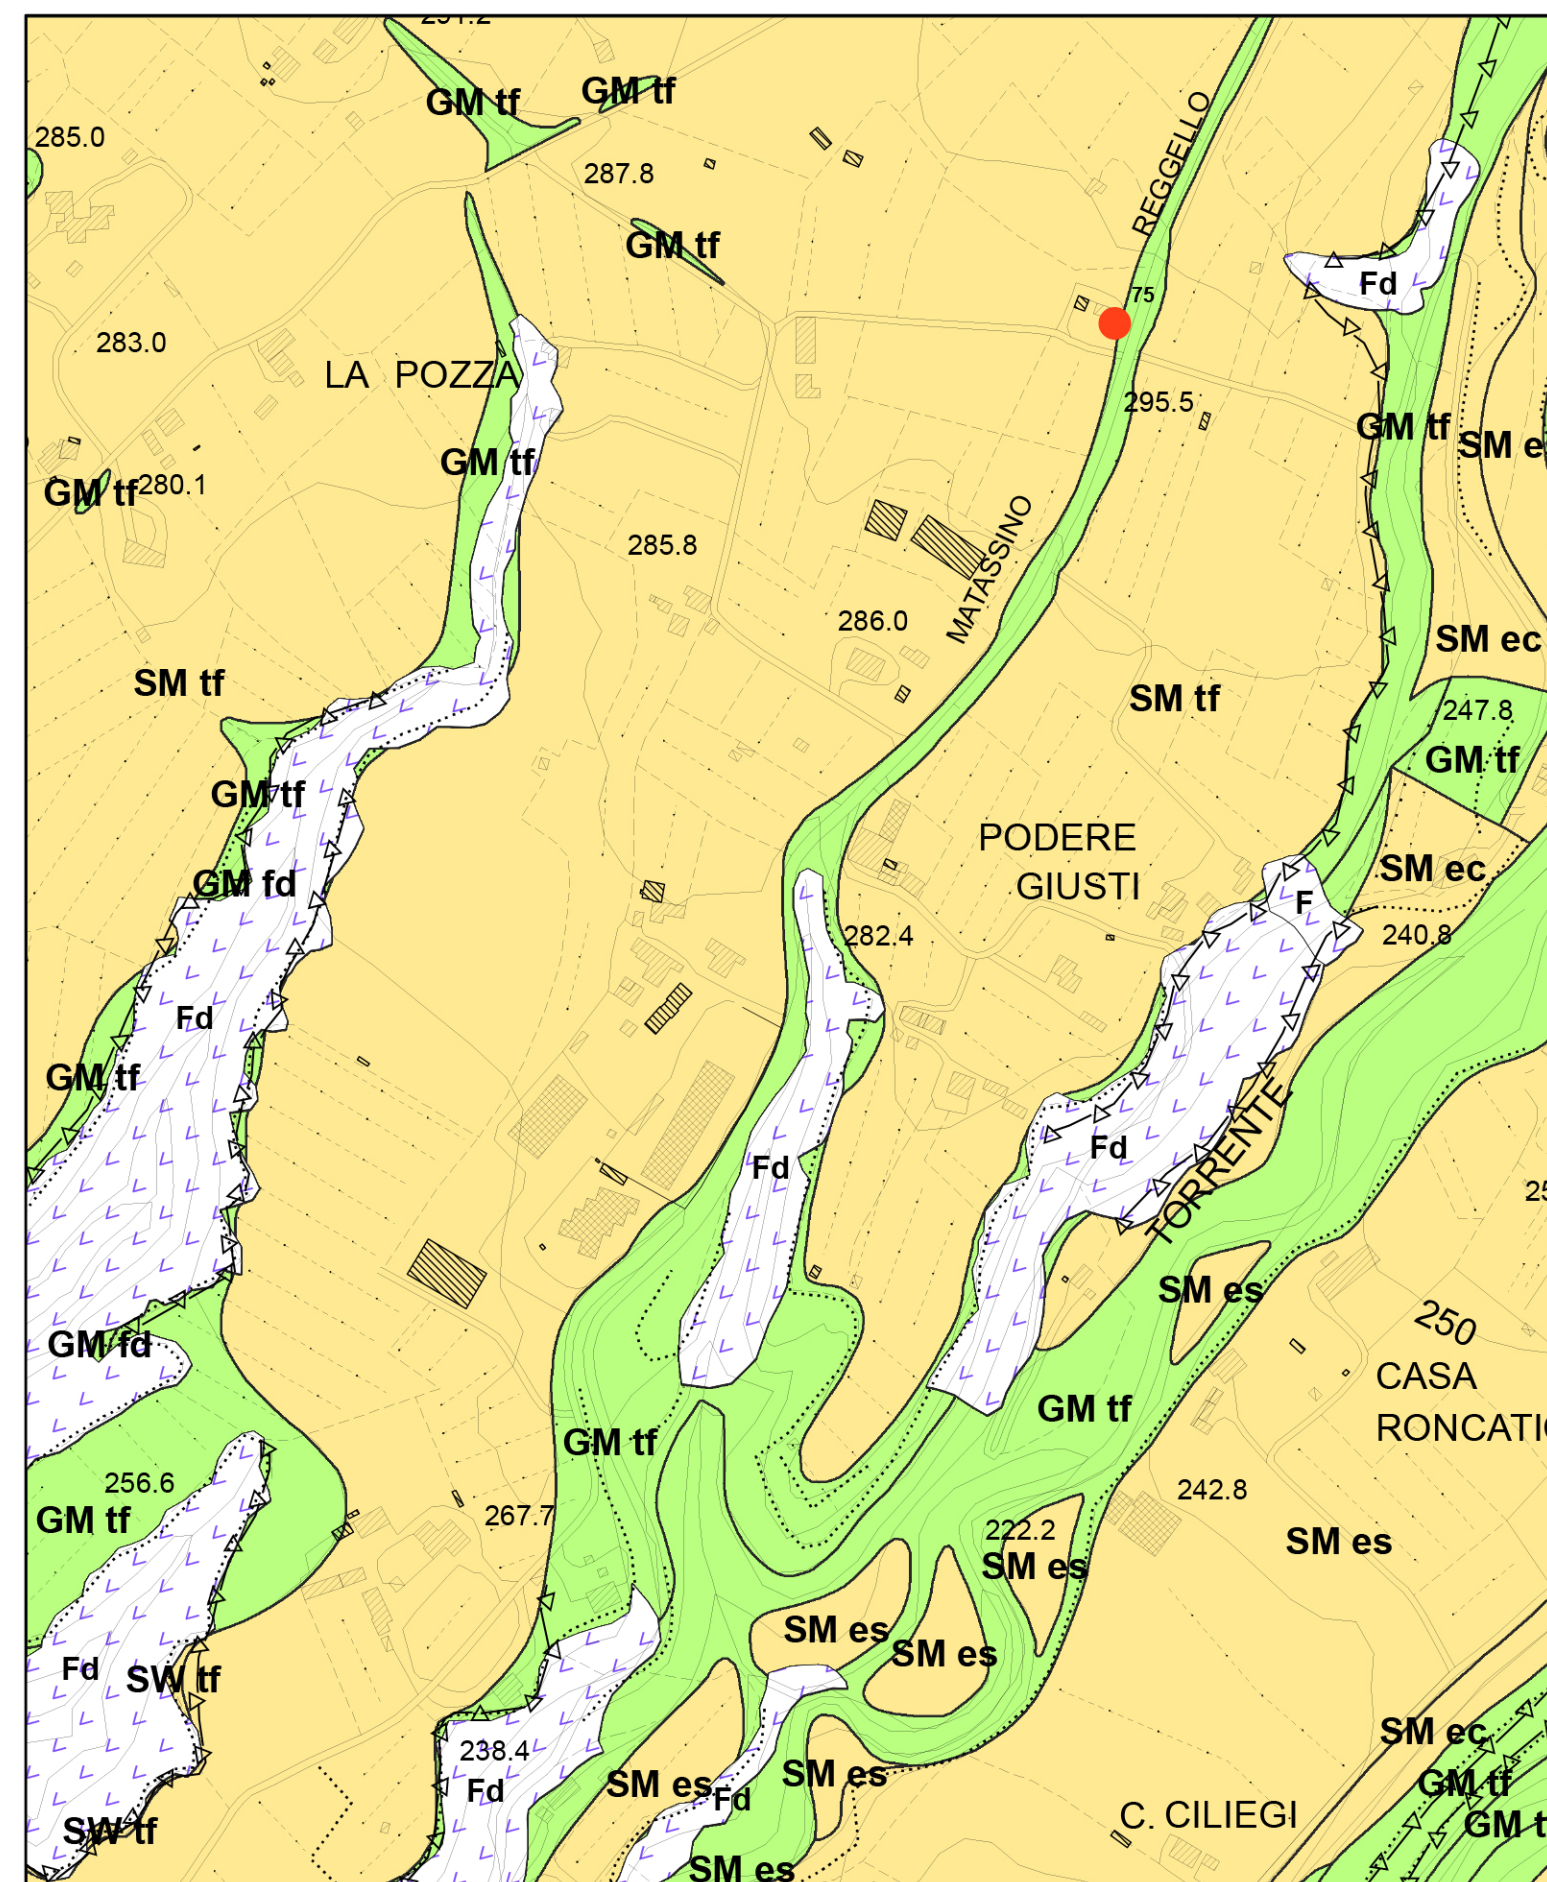 GM tf
GM tf
285.0
287.8
REGGELLO
GM tf
Fd
75
283.0
LA POZZA
295.5
GM tf
SM e
GM tf
GM tf
280.1
285.8
MATASSINO
286.0
SM ec
SM tf
SM tf
247.8
GM tf
GM tf
PODERE
GIUSTI
SM ec
GM fd
F
282.4
240.8
Fd
GM tf
Fd
Fd
TORRENTE
25
SM es
250
GM fd
CASA
RONCATI
GM tf
GM tf
256.6
242.8
GM tf
267.7
222.2
SM es
SM es
SM es
SM es
Fd
SW tf
SM ec
238.4
Fd
SM es
SM es
GM tf
Fd
C. CILIEGI
GM t
SW tf
SM es